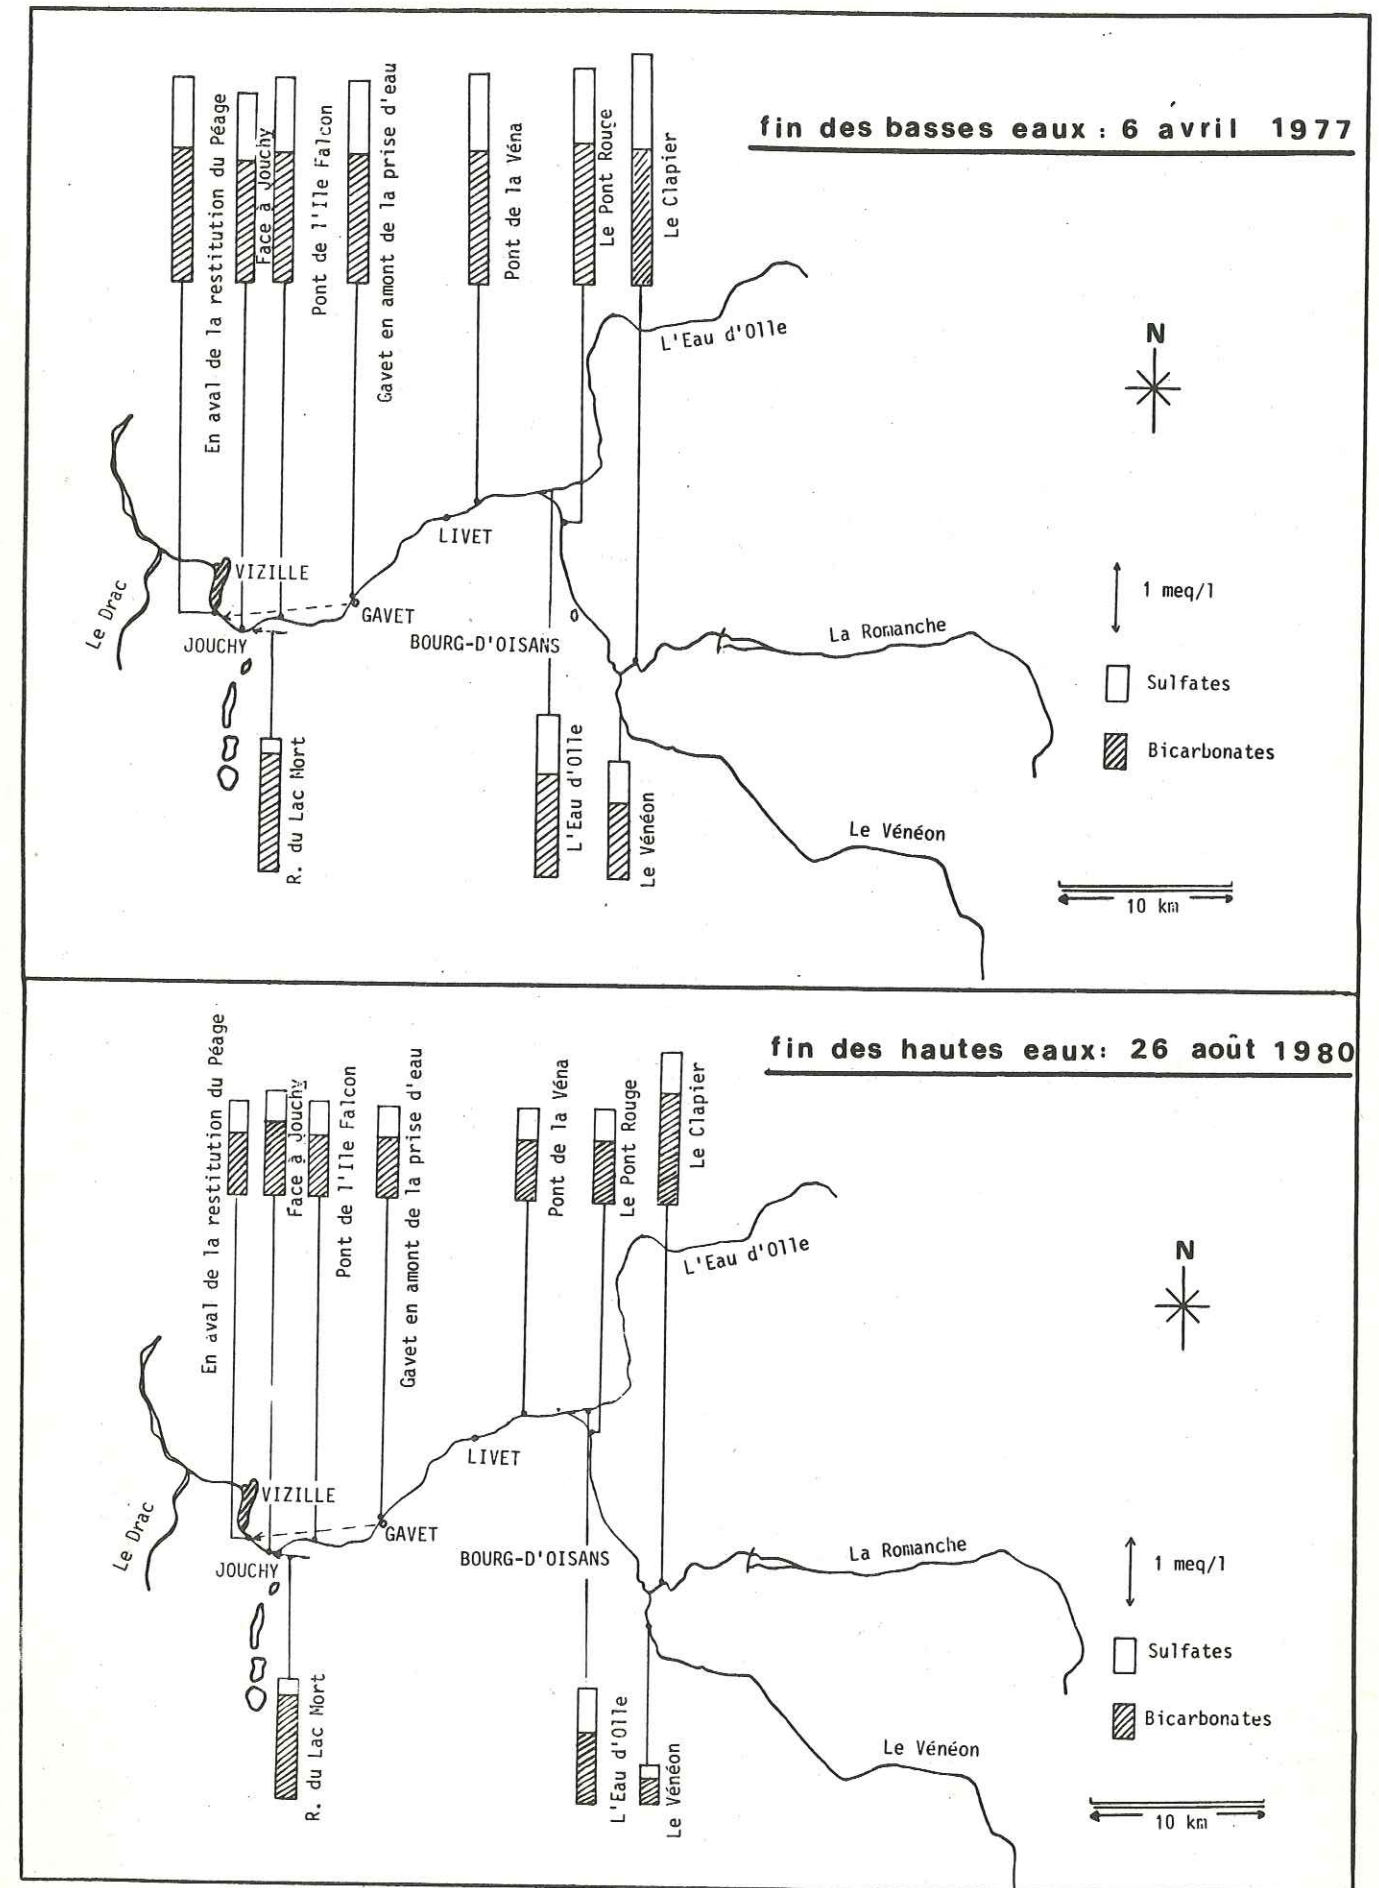 fin des basses eaux : 6 avril 1977
En aval de la restitution du Péage
Face à Jouchy
Pont de l'Ile Falcon
Gavet en amont de la prise d'eau
Pont de la Véna
Le Pont Rouge
Le Clapier
L'Eau d'Olle
N
Le Drac
VIZILLE
LIVET
GAVET
JOUCHY
BOURG-D'OISANS
La Romanche
1 meq/l
Sulfates
Bicarbonates
R. du Lac Mort
L'Eau d'Olle
Le Vénéon
Le Vénéon
10 km
fin des hautes eaux: 26 août 1980
En aval de la restitution du Péage
Face à Jouchy
Pont de l'Ile Falcon
Gavet en amont de la prise d'eau
Pont de la Véna
Le Pont Rouge
Le Clapier
L'Eau d'Olle
N
Le Drac
VIZILLE
LIVET
GAVET
JOUCHY
BOURG-D'OISANS
La Romanche
1 meq/l
Sulfates
Bicarbonates
R. du Lac Mort
L'Eau d'Olle
Le Vénéon
Le Vénéon
10 km